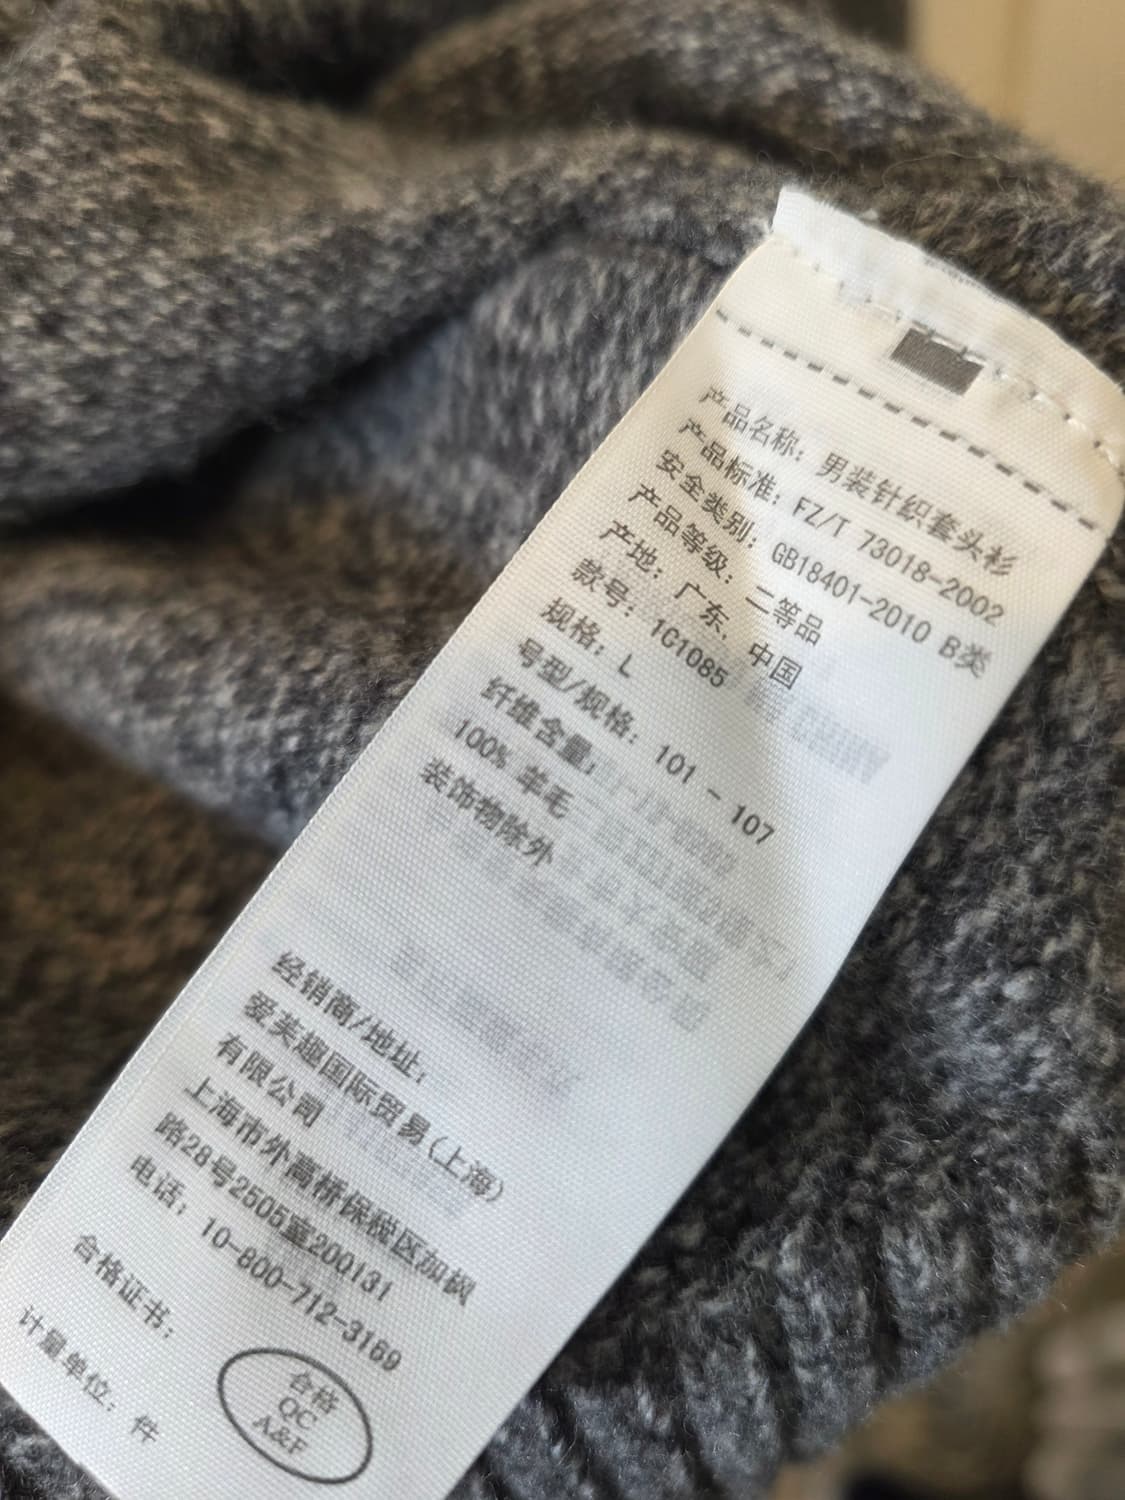 产品名称：男装针织套头衫
产品标准：FZ/T 73018-2002
安全类别：GB18401-2010 B类
产品等级：二等品
产地：广东、中国
款号：1G1085
规格：L
号型/规格：101 - 107
纤维含量：
100% 羊毛
装饰物除外
经销商/地址：
爱芙趣国际贸易(上海)
有限公司
上海市外高桥保税区加枫
路28号2505室200131
电话：10-800-712-3169
合格证书：
合格
QC
A&F
计量单位：件